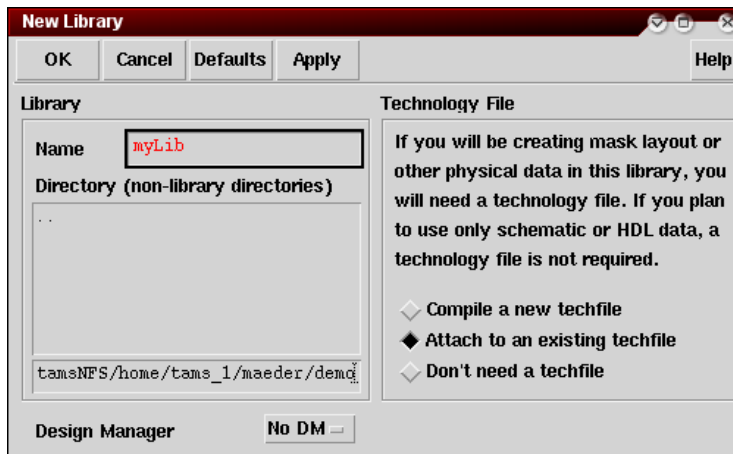 New Library
OK Cancel Defaults Apply Help
Library
Name myLib
Directory (non-library directories)
..
tamsNFS/home/tams_1/maeder/demo
Design Manager No DM
Technology File
If you will be creating mask layout or
other physical data in this library, you
will need a technology file. If you plan
to use only schematic or HDL data, a
technology file is not required.
Compile a new techfile
Attach to an existing techfile
Don't need a techfile